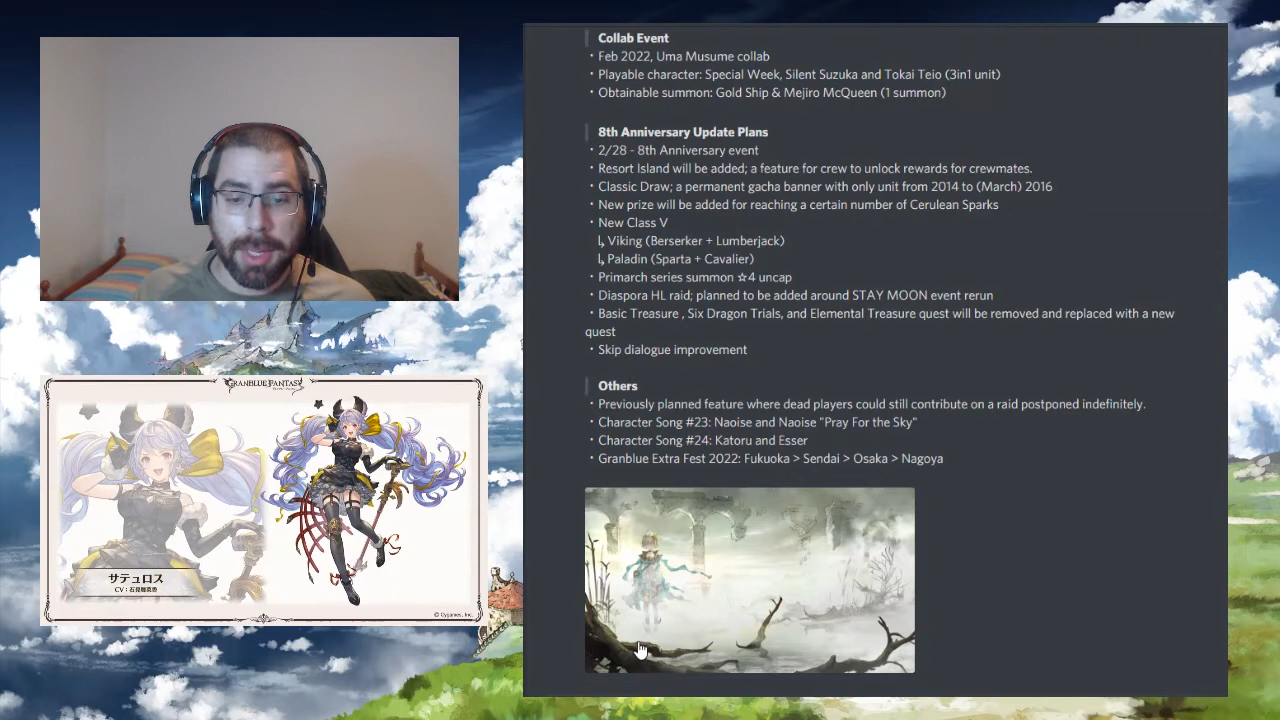 Collab Event
・Feb 2022, Uma Musume collab
・Playable character: Special Week, Silent Suzuka and Tokai Teio (3in1 unit)
・Obtainable summon: Gold Ship & Mejiro McQueen (1 summon)
8th Anniversary Update Plans
・2/28 - 8th Anniversary event
・Resort Island will be added; a feature for crew to unlock rewards for crewmates.
・Classic Draw; a permanent gacha banner with only unit from 2014 to (March) 2016
・New prize will be added for reaching a certain number of Cerulean Sparks
・New Class V
↳ Viking (Berserker + Lumberjack)
↳ Paladin (Sparta + Cavalier)
・Primarch series summon ☆4 uncap
・Diaspora HL raid; planned to be added around STAY MOON event rerun
・Basic Treasure , Six Dragon Trials, and Elemental Treasure quest will be removed and replaced with a new
quest
・Skip dialogue improvement
Others
・Previously planned feature where dead players could still contribute on a raid postponed indefinitely.
・Character Song #23: Naoise and Naoise "Pray For the Sky"
・Character Song #24: Katoru and Esser
・Granblue Extra Fest 2022: Fukuoka > Sendai > Osaka > Nagoya
GRANBLUE FANTASY
サテュロス
© Cygames, Inc.